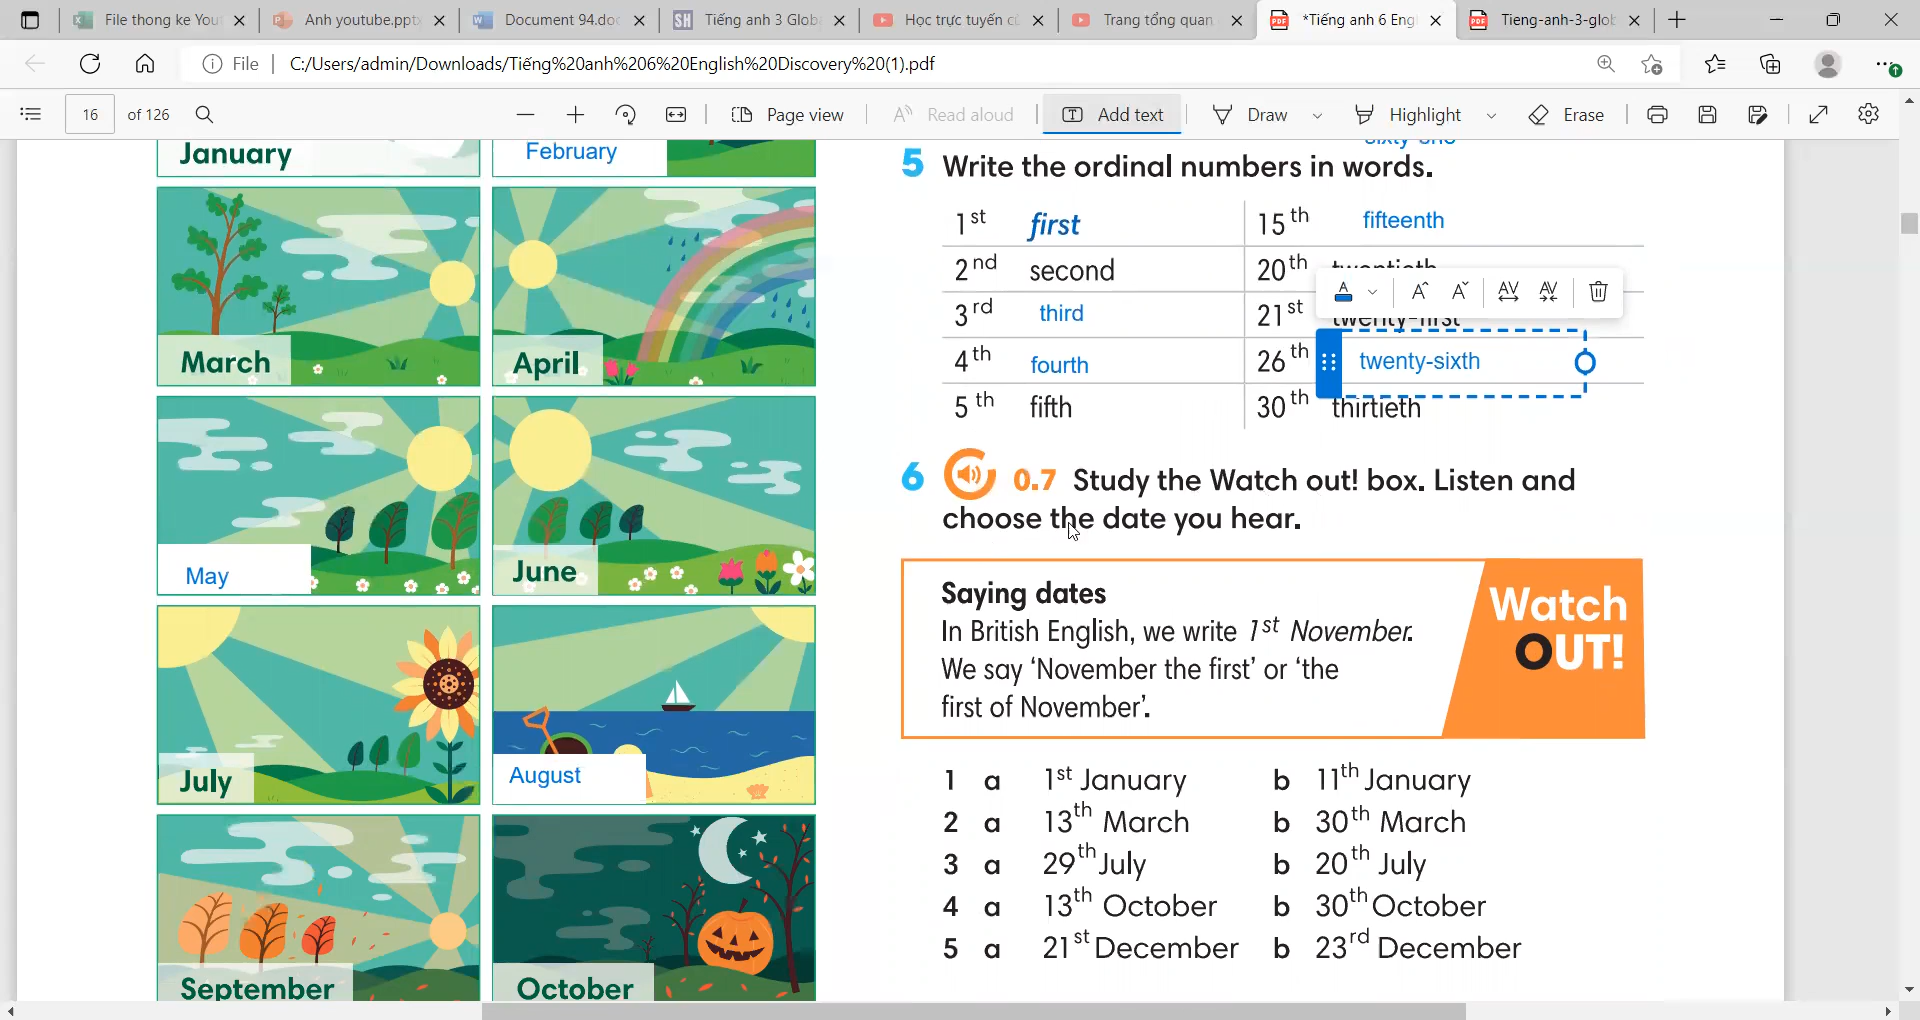 File thong ke You
Anh youtube.pptx
Document 94.doc
SH Tiếng anh 3 Glob
Học trực tuyến c
Trang tổng quan
*Tiếng anh 6 Engl
Tieng-anh-3-glob
File C:/Users/admin/Downloads/Tiếng%20anh%206%20English%20Discovery%20(1).pdf
16 of 126 Page view Read aloud Add text Draw Highlight Erase
January
February
March
April
May
June
July
August
September
October
5 Write the ordinal numbers in words.
1st first 15th fifteenth
2nd second 20th twentieth
3rd third 21st twenty-first
4th fourth 26th twenty-sixth
5th fifth 30th thirtieth
6 0.7 Study the Watch out! box. Listen and
choose the date you hear.
Saying dates
In British English, we write 1st November.
We say ‘November the first’ or ‘the
first of November’.
Watch
OUT!
1 a 1st January b 11th January
2 a 13th March b 30th March
3 a 29th July b 20th July
4 a 13th October b 30th October
5 a 21st December b 23rd December